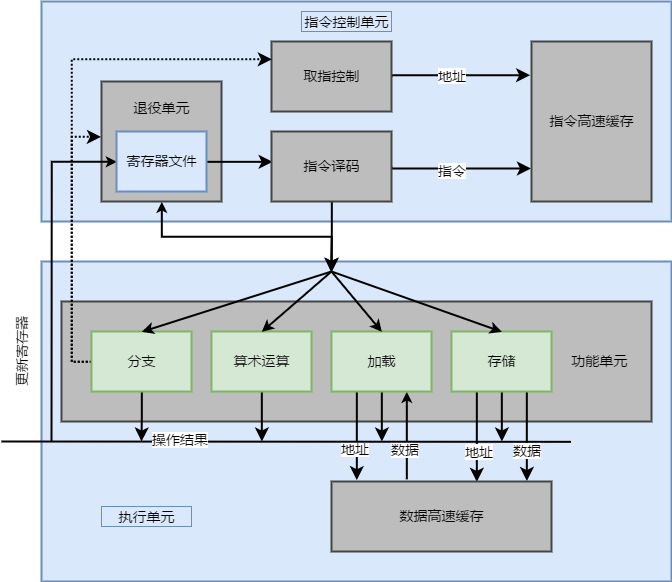 指令控制单元
取指控制
地址
指令高速缓存
退役单元
寄存器文件
指令译码
指令
更新寄存器
分支
算术运算
加载
存储
功能单元
操作结果
地址
数据
地址
数据
执行单元
数据高速缓存